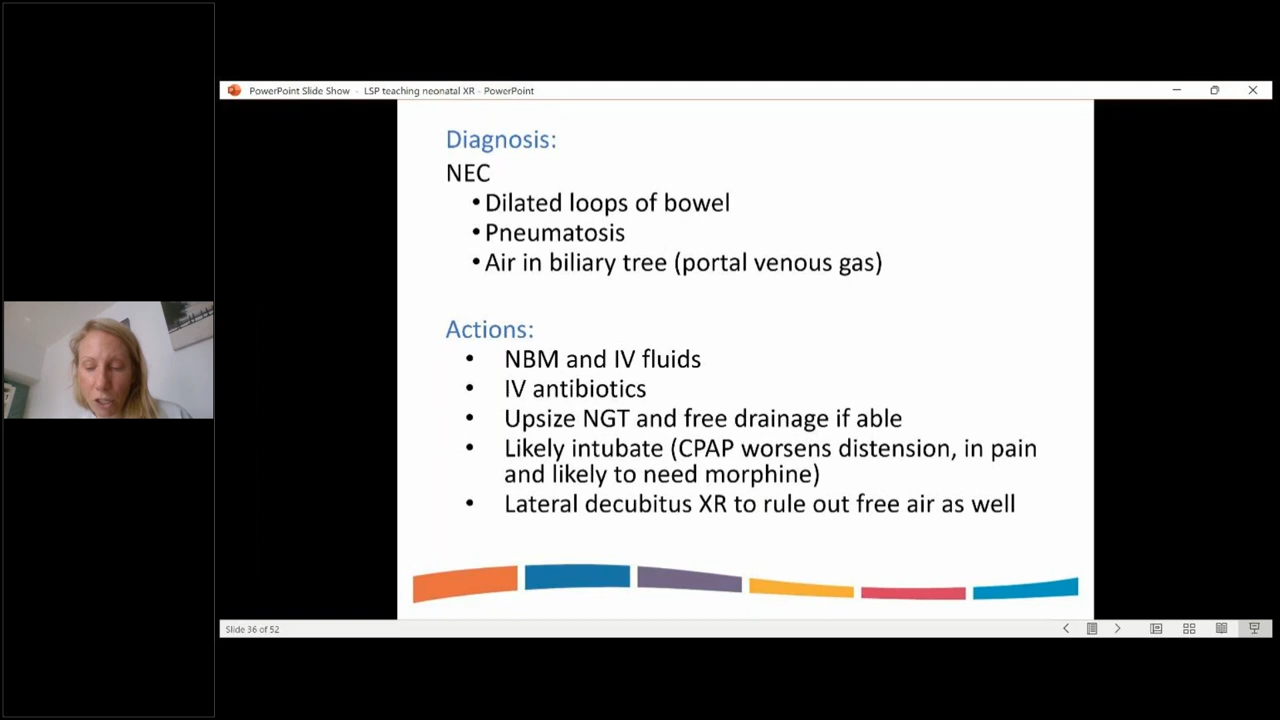 PowerPoint Slide Show - LSP teaching neonatal XR - PowerPoint
Diagnosis:
NEC
• Dilated loops of bowel
• Pneumatosis
• Air in biliary tree (portal venous gas)
Actions:
• NBM and IV fluids
• IV antibiotics
• Upsize NGT and free drainage if able
• Likely intubate (CPAP worsens distension, in pain
and likely to need morphine)
• Lateral decubitus XR to rule out free air as well
Slide 36 of 52